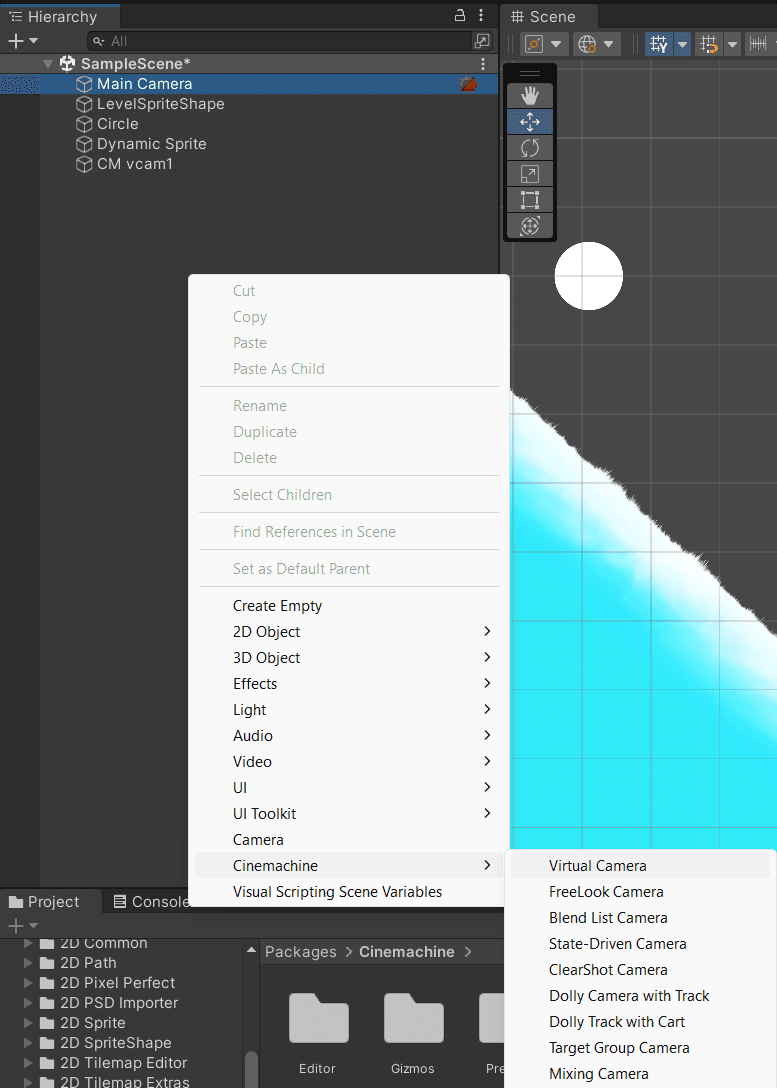 Hierarchy
Scene
All
SampleScene*
Main Camera
LevelSpriteShape
Circle
Dynamic Sprite
CM vcam1
Cut
Copy
Paste
Paste As Child
Rename
Duplicate
Delete
Select Children
Find References in Scene
Set as Default Parent
Create Empty
2D Object
3D Object
Effects
Light
Audio
Video
UI
UI Toolkit
Camera
Cinemachine
Visual Scripting Scene Variables
Virtual Camera
FreeLook Camera
Blend List Camera
State-Driven Camera
ClearShot Camera
Dolly Camera with Track
Dolly Track with Cart
Target Group Camera
Mixing Camera
Project
Console
2D Common
2D Path
2D Pixel Perfect
2D PSD Importer
2D Sprite
2D SpriteShape
2D Tilemap Editor
2D Tilemap Extras
Packages > Cinemachine >
Editor
Gizmos
Pre